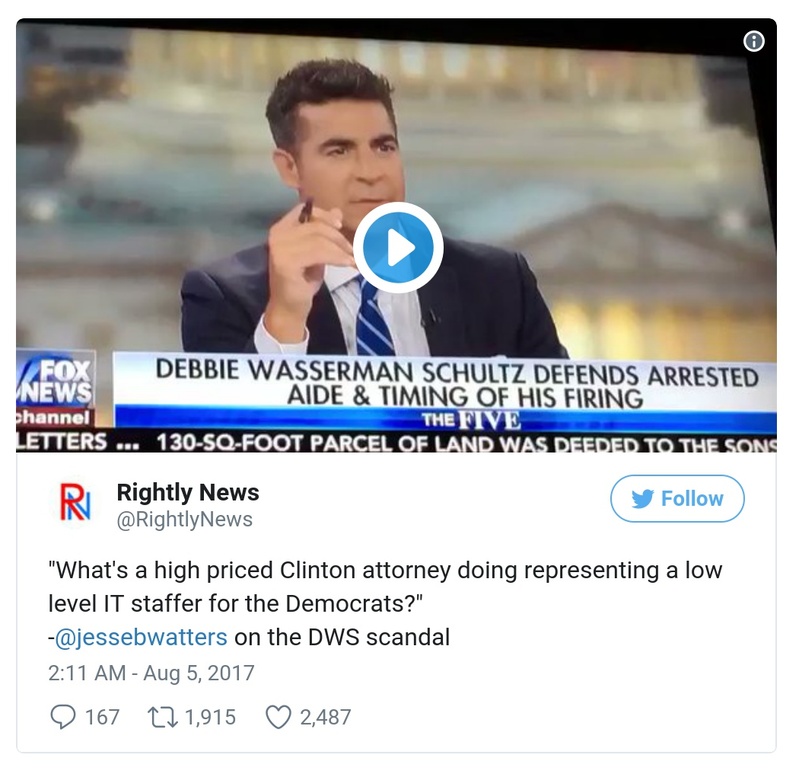 DEBBIE WASSERMAN SCHULTZ DEFENDS ARRESTED
AIDE & TIMING OF HIS FIRING
FOX
NEWS
channel
THE FIVE
LETTERS ... 130-SQ-FOOT PARCEL OF LAND WAS DEEDED TO THE SONS
RN
Rightly News
@RightlyNews
Follow
"What's a high priced Clinton attorney doing representing a low
level IT staffer for the Democrats?"
-@jessebwatters on the DWS scandal
2:11 AM - Aug 5, 2017
167 1,915 2,487